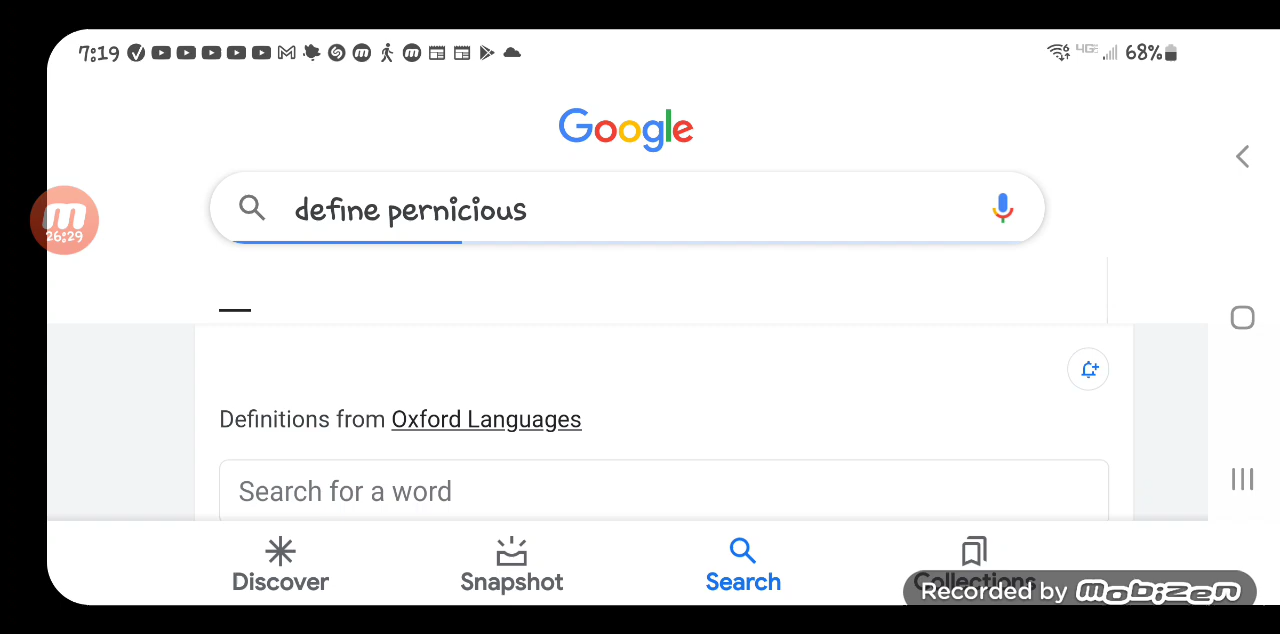 7:19
4GE 68%
Google
define pernicious
m
26:29
Definitions from Oxford Languages
Search for a word
Discover Snapshot Search Collections
Recorded by mobizen